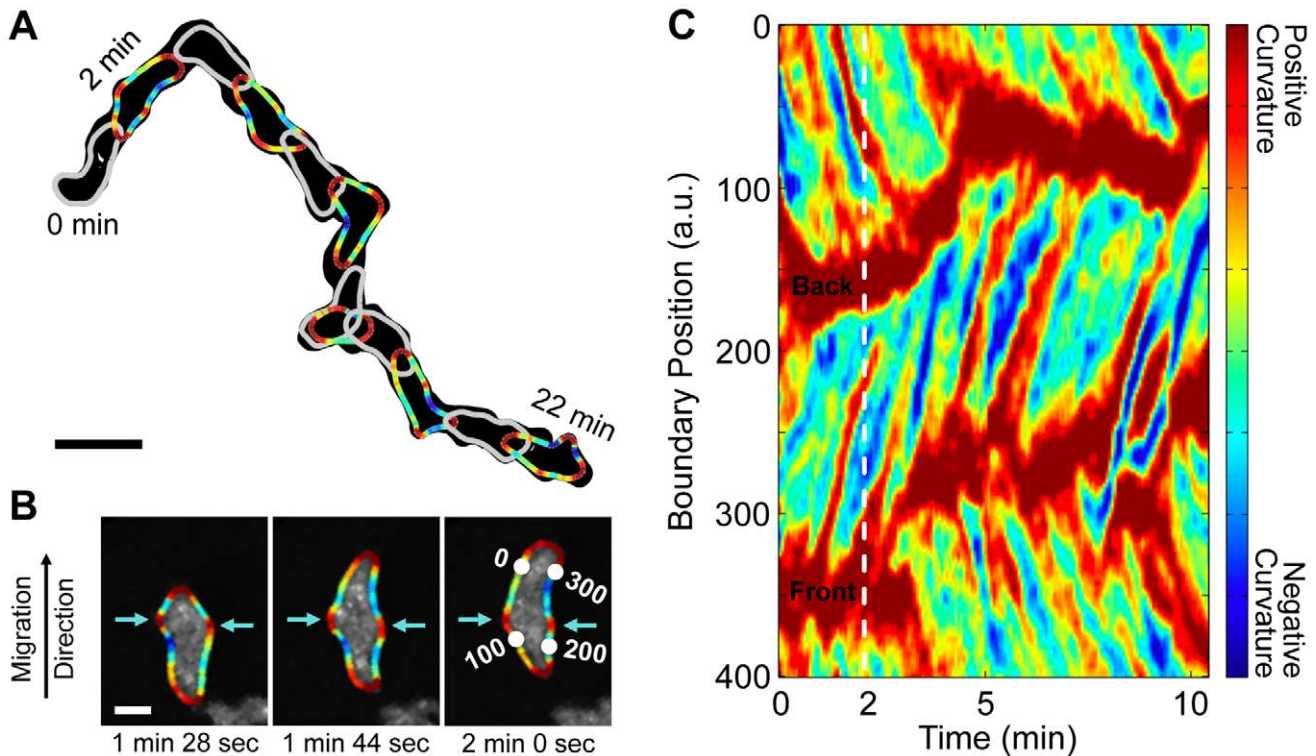 A
2 min
0 min
22 min
B
Migration
Direction
0
300
100
200
1 min 28 sec
1 min 44 sec
2 min 0 sec
C
Boundary Position (a.u.)
0
100
200
300
400
Back
Front
0
2
5
10
Time (min)
Positive
Curvature
Negative
Curvature